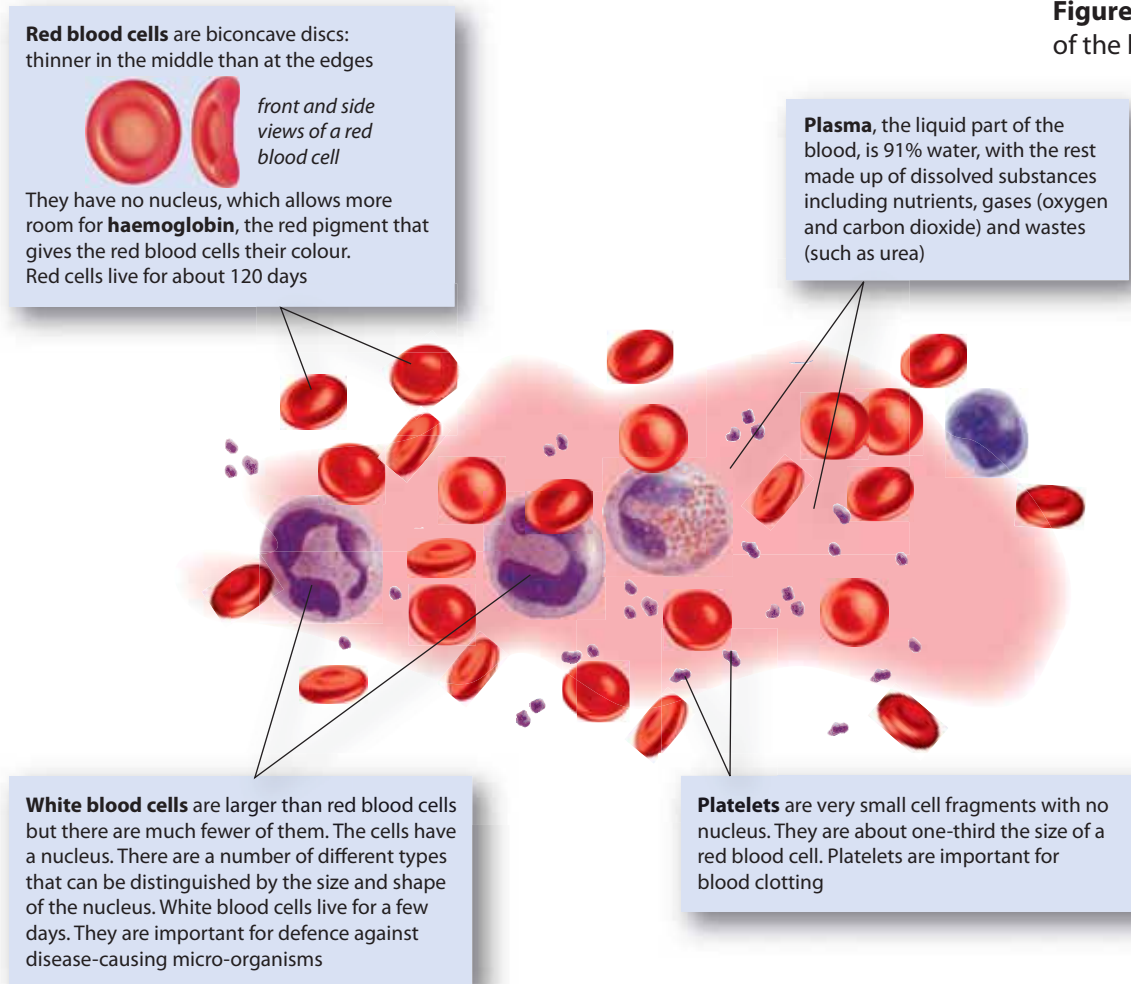 Figure
of the
Red blood cells are biconcave discs:
thinner in the middle than at the edges
front and side
views of a red
blood cell
They have no nucleus, which allows more
room for haemoglobin, the red pigment that
gives the red blood cells their colour.
Red cells live for about 120 days
Plasma, the liquid part of the
blood, is 91% water, with the rest
made up of dissolved substances
including nutrients, gases (oxygen
and carbon dioxide) and wastes
(such as urea)
White blood cells are larger than red blood cells
but there are much fewer of them. The cells have
a nucleus. There are a number of different types
that can be distinguished by the size and shape
of the nucleus. White blood cells live for a few
days. They are important for defence against
disease-causing micro-organisms
Platelets are very small cell fragments with no
nucleus. They are about one-third the size of a
red blood cell. Platelets are important for
blood clotting